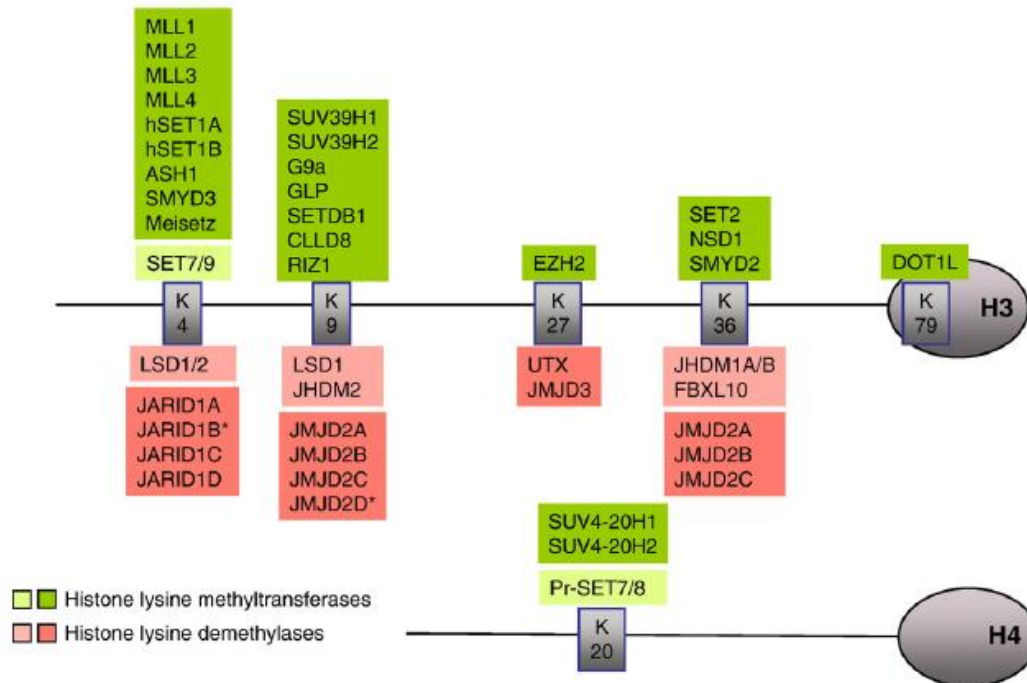 MLL1
MLL2
MLL3
MLL4
hSET1A
hSET1B
ASH1
SMYD3
Meisetz
SET7/9
K
4
LSD1/2
JARID1A
JARID1B*
JARID1C
JARID1D
SUV39H1
SUV39H2
G9a
GLP
SETDB1
CLLD8
RIZ1
K
9
LSD1
JHDM2
JMJD2A
JMJD2B
JMJD2C
JMJD2D*
EZH2
K
27
UTX
JMJD3
SET2
NSD1
SMYD2
K
36
JHDM1A/B
FBXL10
JMJD2A
JMJD2B
JMJD2C
DOT1L
K
79
H3
SUV4-20H1
SUV4-20H2
Pr-SET7/8
K
20
H4
Histone lysine methyltransferases
Histone lysine demethylases